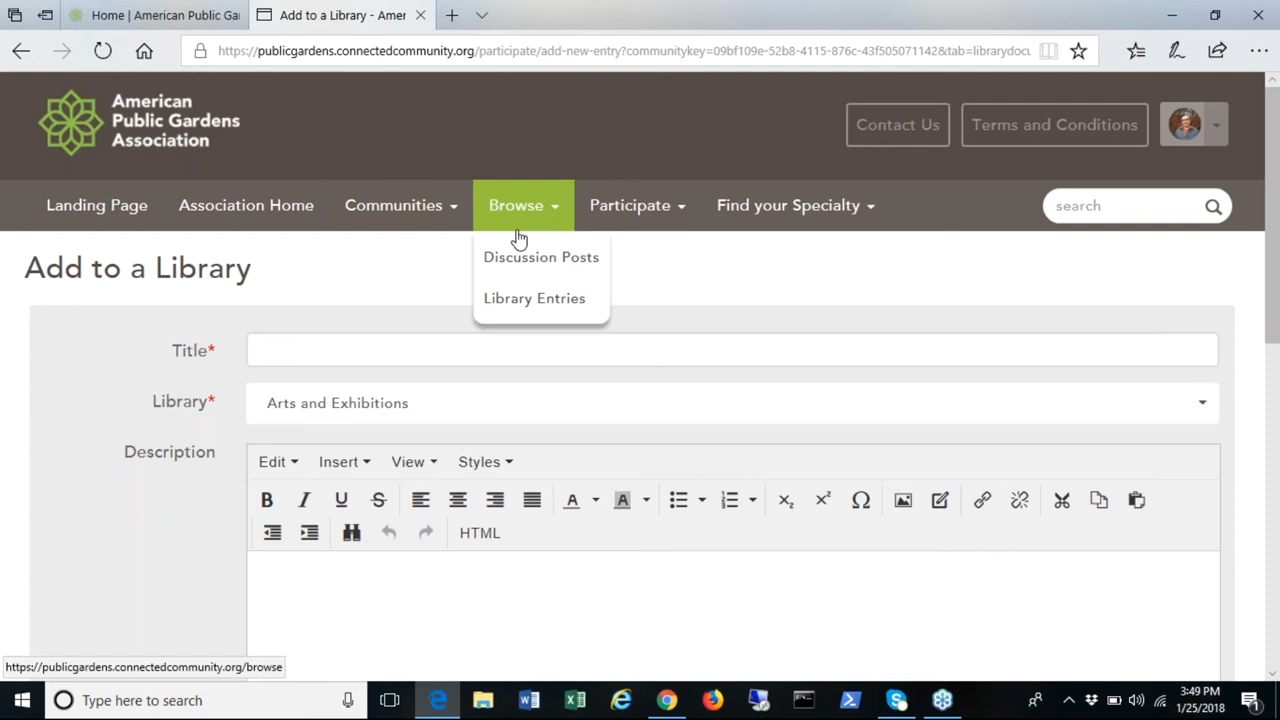 Home | American Public Ga
Add to a Library - Amer
https://publicgardens.connectedcommunity.org/participate/add-new-entry?communitykey=09bf109e-52b8-4115-876c-43f505071142&tab=librarydocu
American
Public Gardens
Association
Contact Us
Terms and Conditions
Landing Page
Association Home
Communities
Browse
Participate
Find your Specialty
search
Discussion Posts
Library Entries
Add to a Library
Title*
Library*
Arts and Exhibitions
Description
Edit
Insert
View
Styles
HTML
https://publicgardens.connectedcommunity.org/browse
Type here to search
3:49 PM
1/25/2018